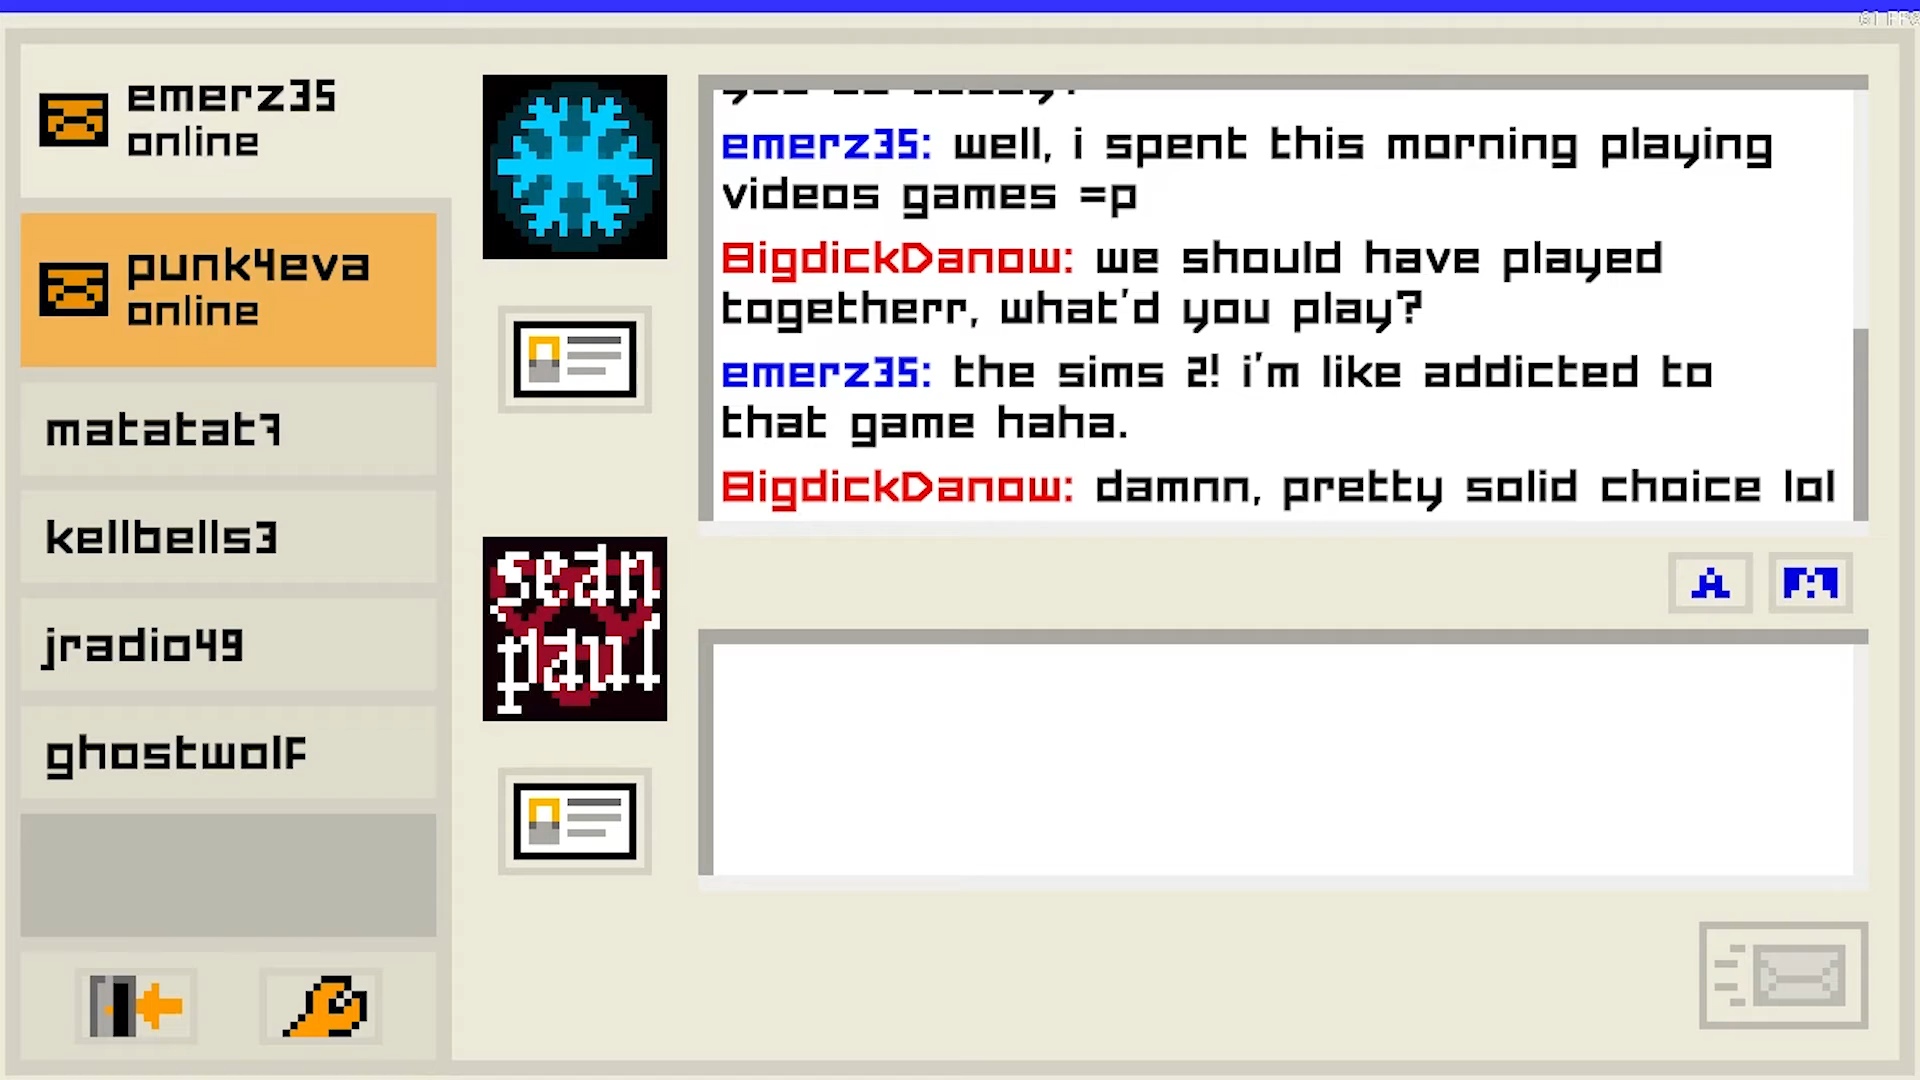 emerz35
online
punk4eva
online
matatat7
kellbells3
jradio49
ghostwolf
sean
paul
emerz35: well, i spent this morning playing
videos games =p
BigdickDanow: we should have played
togetherr, what'd you play?
emerz35: the sims 2! i'm like addicted to
that game haha.
BigdickDanow: damnn, pretty solid choice lol
A